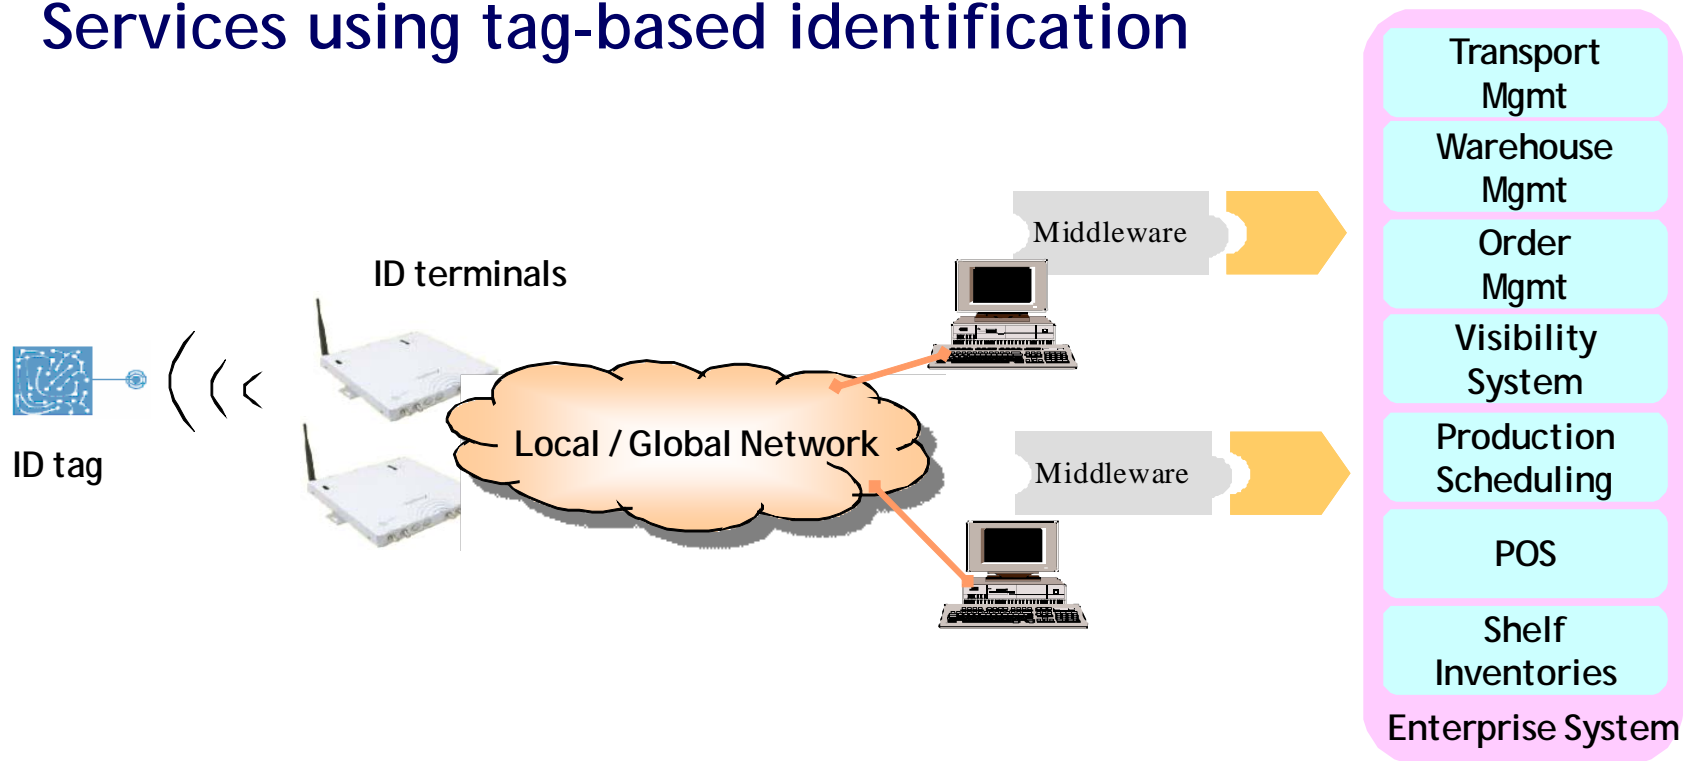 Services using tag-based identification
ID tag
ID terminals
Local / Global Network
Middleware
Middleware
Transport
Mgmt
Warehouse
Mgmt
Order
Mgmt
Visibility
System
Production
Scheduling
POS
Shelf
Inventories
Enterprise System